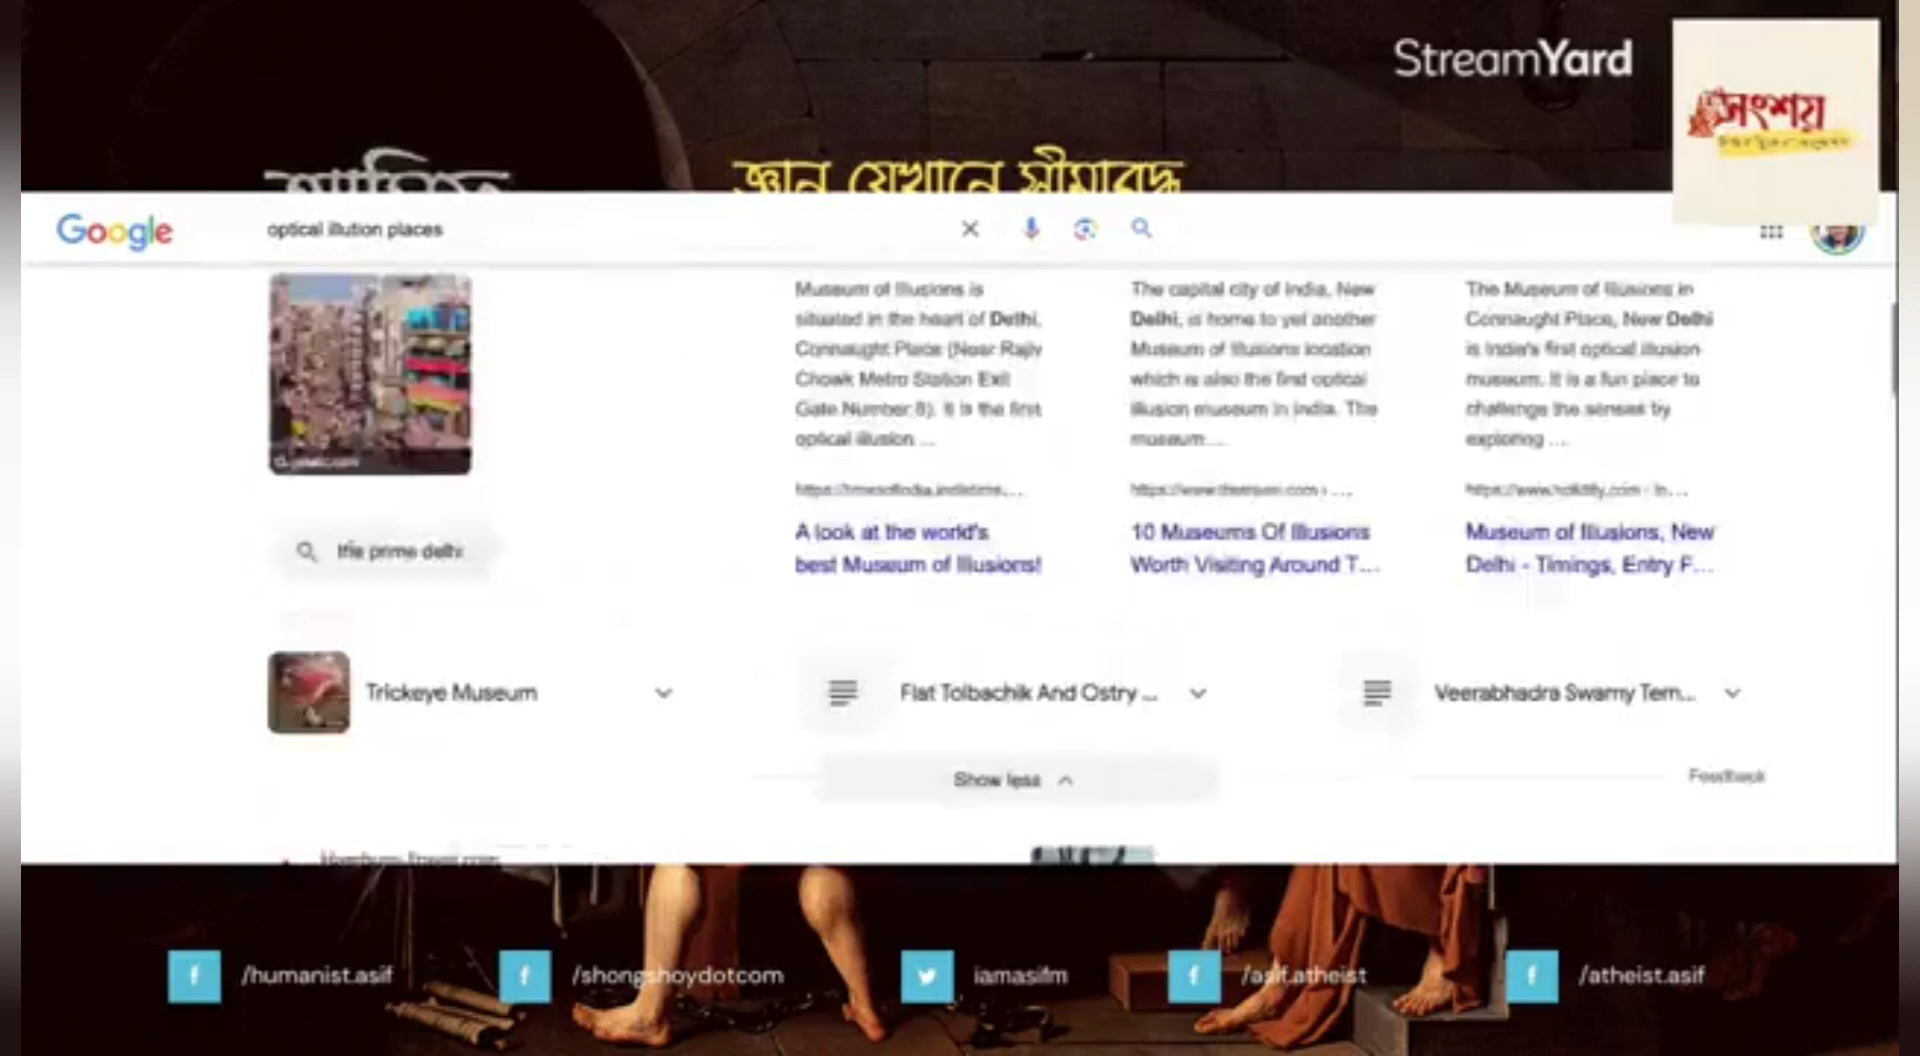 StreamYard
সংশয়
জ্ঞান যেখানে সীমাবদ্ধ
Google
optical illution places
Museum of Illusions is
situated in the heart of Delhi,
Connaught Place (Near Rajiv
Chowk Metro Station Exit
Gate Number 8). It is the first
optical illusion ...
The capital city of India, New
Delhi, is home to yet another
Museum of Illusions location
which is also the first optical
illusion museum in India. The
museum ...
The Museum of Illusions in
Connaught Place, New Delhi
is India's first optical illusion
museum. It is a fun place to
challenge the senses by
exploring ...
A look at the world's
best Museum of Illusions!
10 Museums Of Illusions
Worth Visiting Around T...
Museum of Illusions, New
Delhi - Timings, Entry F...
the prime delhi
Trickeye Museum
Flat Tolbachik And Ostry ...
Veerabhadra Swamy Tem...
Show less
Feedback
/humanist.asif
/shongshoydotcom
iamasifm
/asif.atheist
/atheist.asif